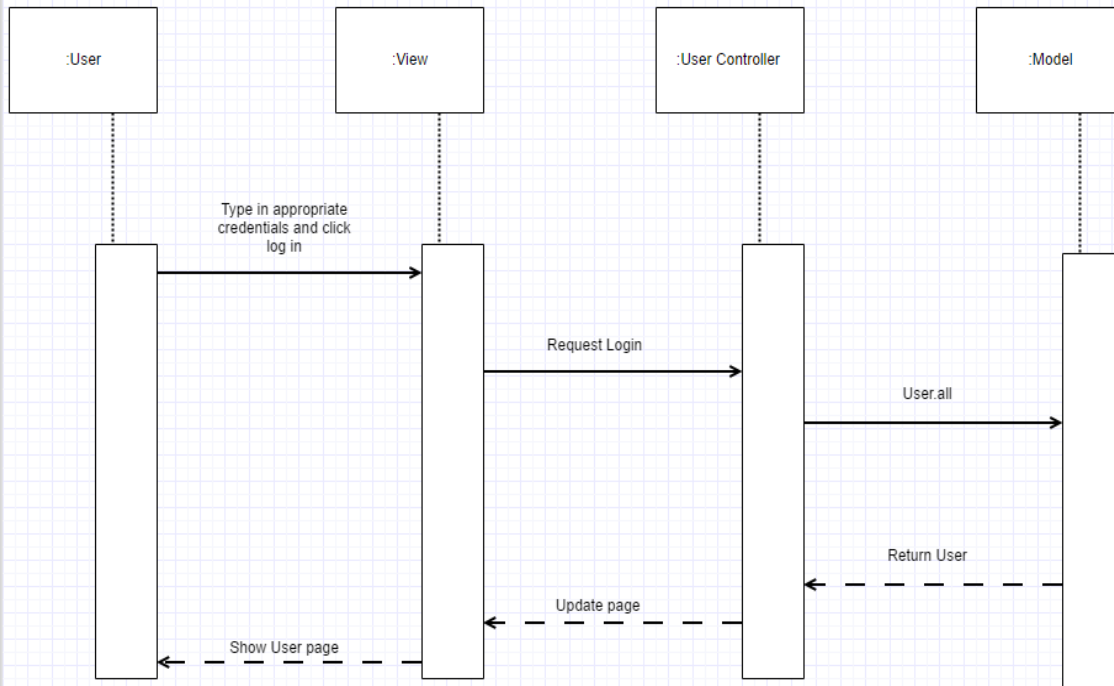 :User
:View
:User Controller
:Model
Type in appropriate
credentials and click
log in
Request Login
User.all
Return User
Update page
Show User page